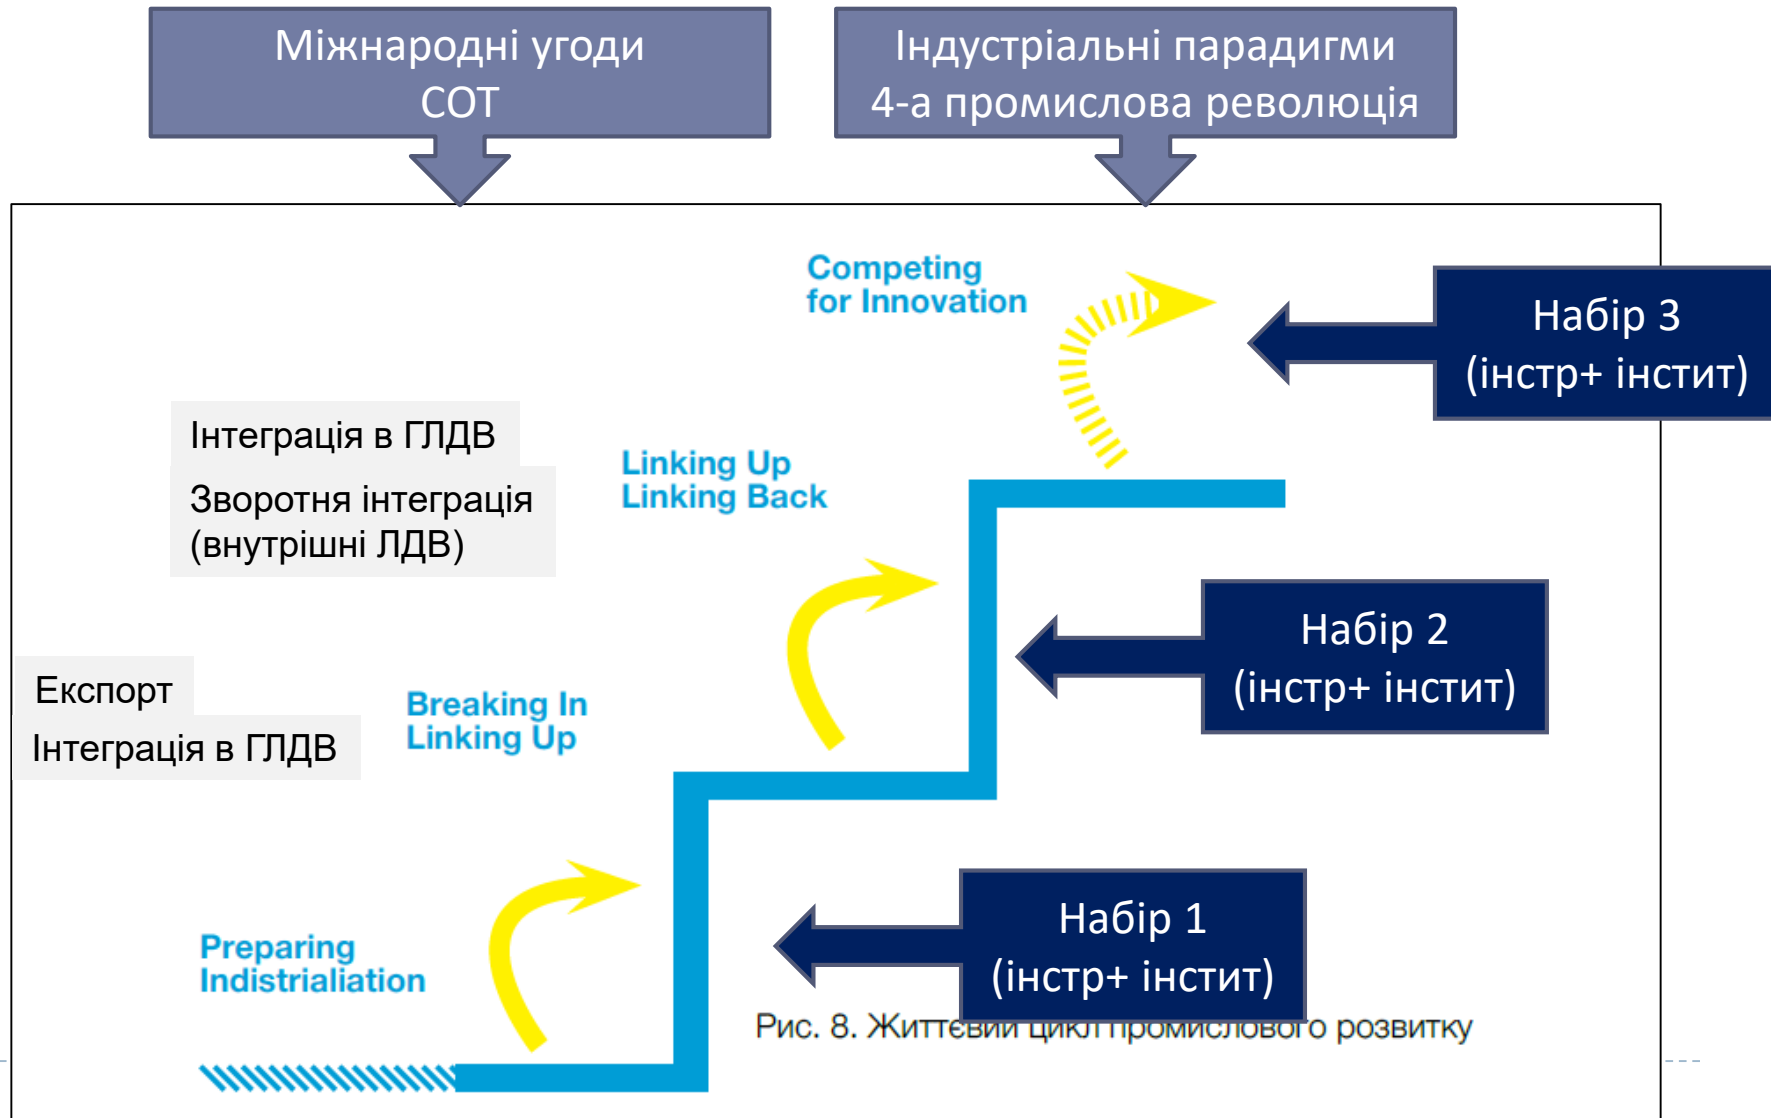 Міжнародні угоди
СОТ
Індустріальні парадигми
4-а промислова революція
Competing
for Innovation
Набір 3
(інстр+ інстит)
Інтеграція в ГЛДВ
Зворотня інтеграція
(внутрішні ЛДВ)
Linking Up
Linking Back
Набір 2
(інстр+ інстит)
Експорт
Інтеграція в ГЛДВ
Breaking In
Linking Up
Набір 1
(інстр+ інстит)
Preparing
Indistrialiation
Рис. 8. Життєвий цикл промислового розвитку